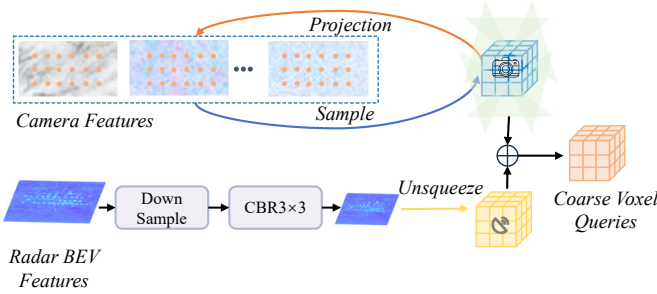 Projection
Sample
Camera Features
Down
Sample
CBR3×3
Unsqueeze
Coarse Voxel
Queries
Radar BEV
Features